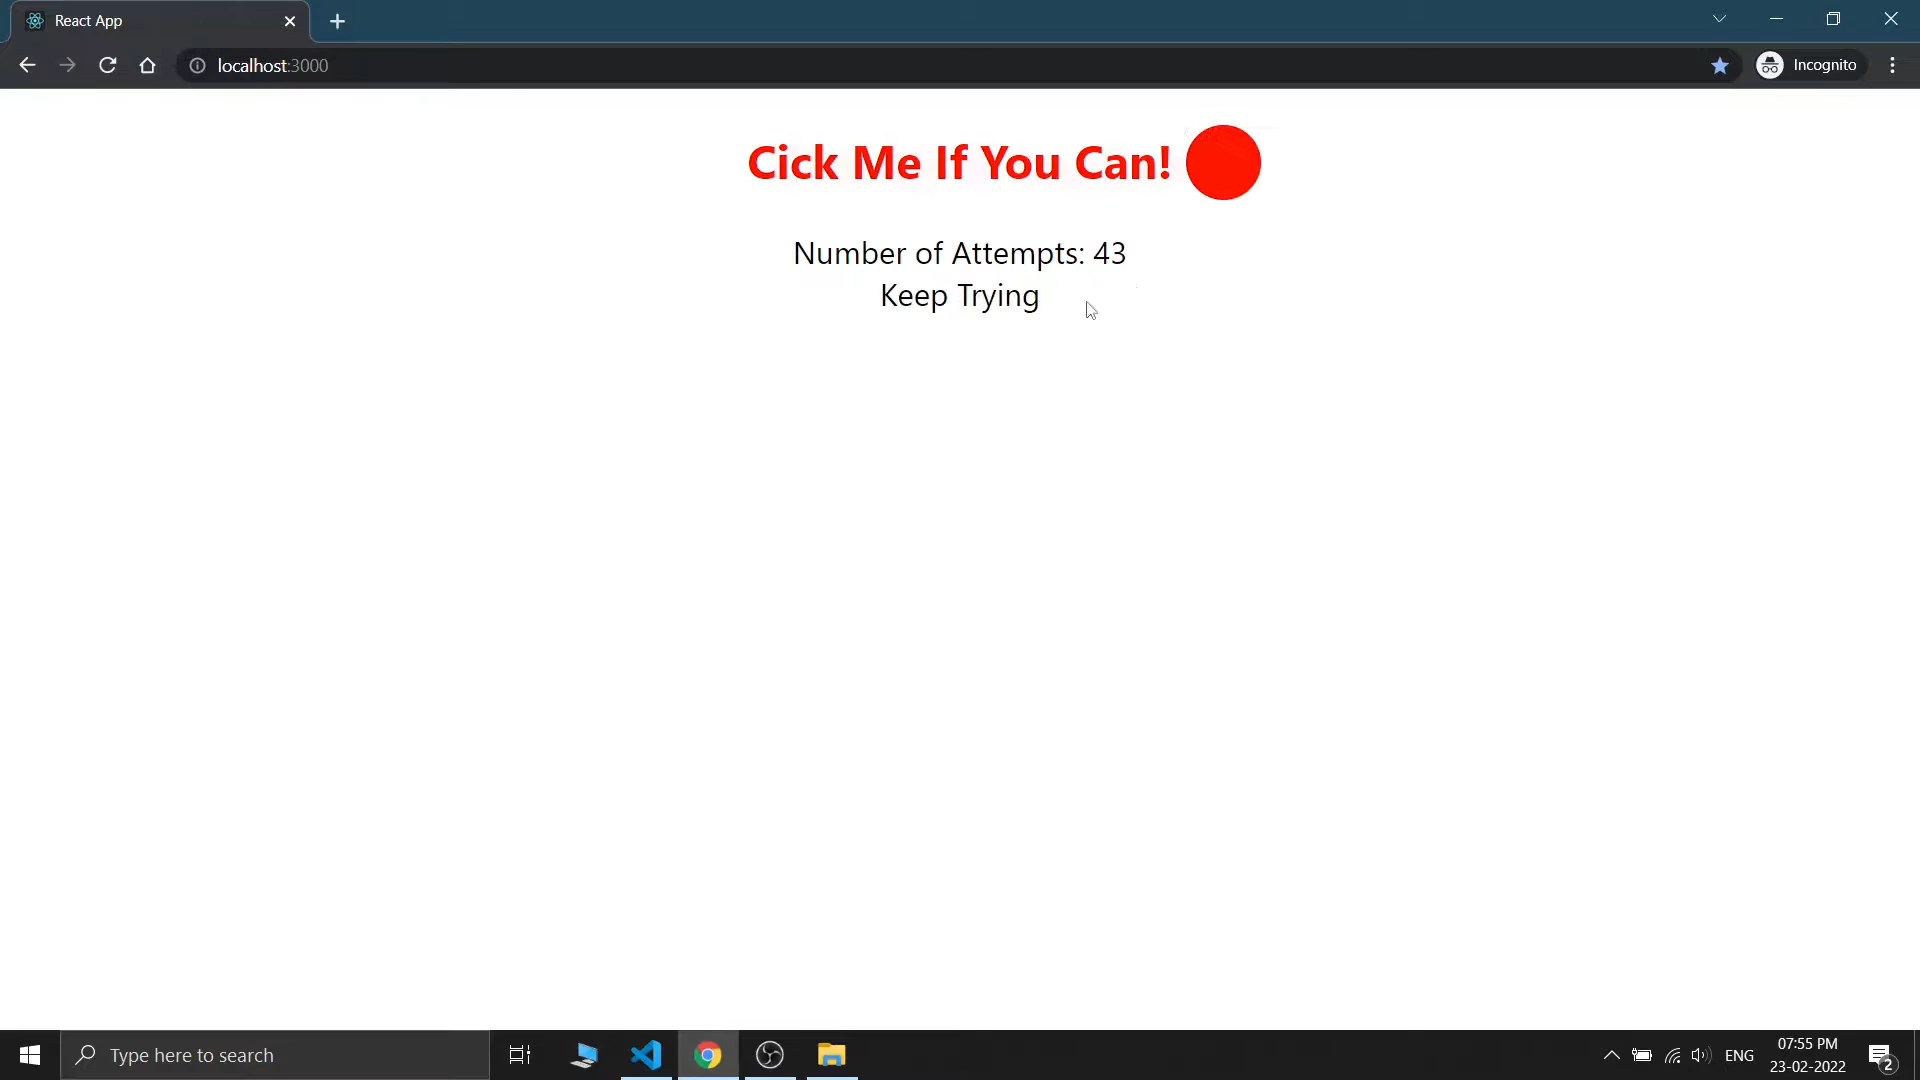 React App
localhost:3000
Incognito
Cick Me If You Can!
Number of Attempts: 43
Keep Trying
Type here to search
ENG
07:55 PM
23-02-2022
2